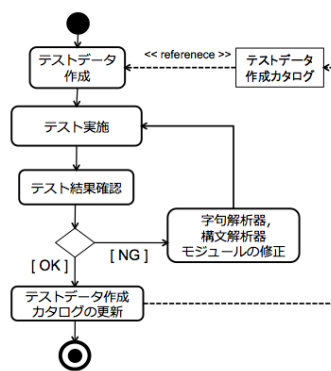 << referenece >>
テストデータ
作成
テストデータ
作成カタログ
テスト実施
テスト結果確認
字句解析器,
構文解析器
モジュールの修正
[ NG ]
[ OK ]
テストデータ作成
カタログの更新